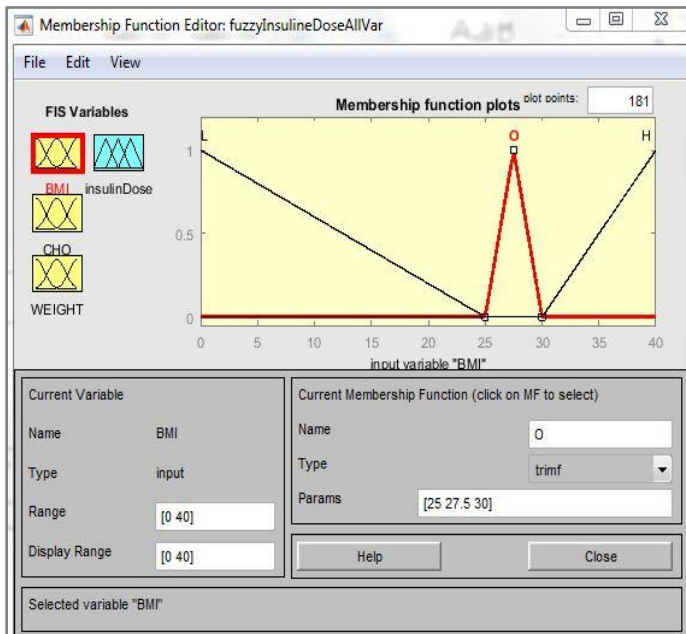 Membership Function Editor: fuzzyInsulineDoseAllVar
File Edit View
FIS Variables
BMI insulinDose
CHO
WEIGHT
Membership function plots plot points: 181
L O H
1
0.5
0
0 5 10 15 20 25 30 35 40
input variable "BMI"
Current Variable
Name BMI
Type input
Range [0 40]
Display Range [0 40]
Current Membership Function (click on MF to select)
Name O
Type trimf
Params [25 27.5 30]
Help Close
Selected variable "BMI"